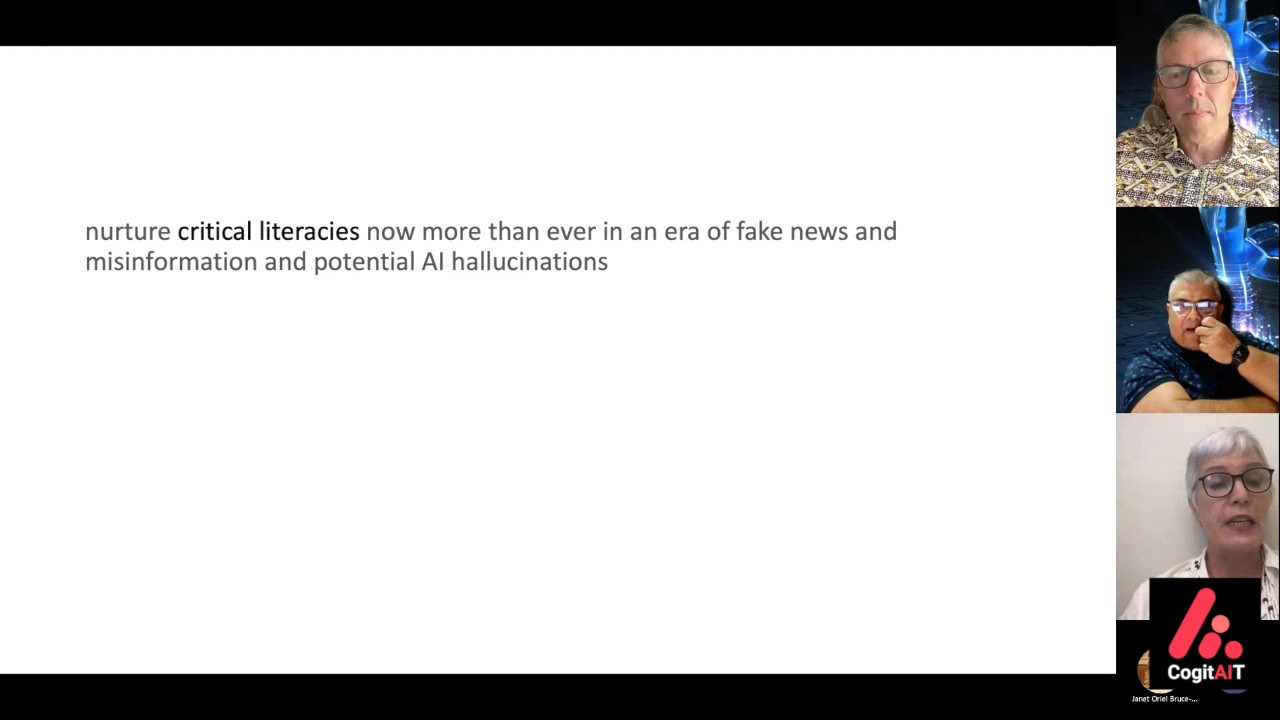 nurture critical literacies now more than ever in an era of fake news and
misinformation and potential AI hallucinations
CogitAIT
Janet Oriel Bruce-...